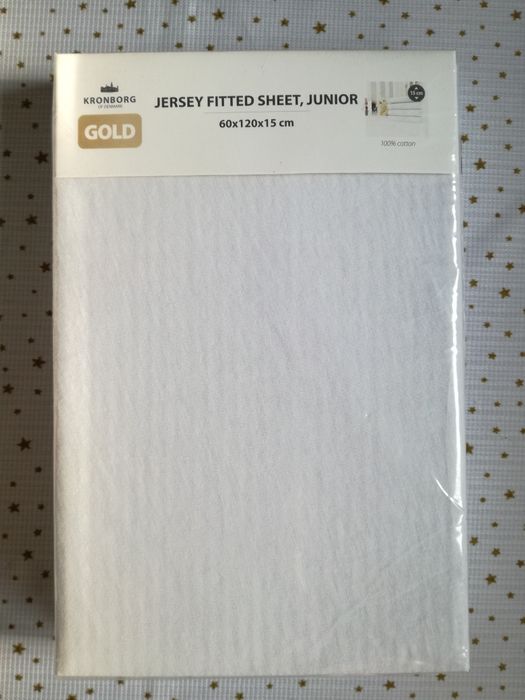 KRONBORG
OF DENMARK
GOLD
JERSEY FITTED SHEET, JUNIOR
60x120x15 cm
15 cm
100% cotton